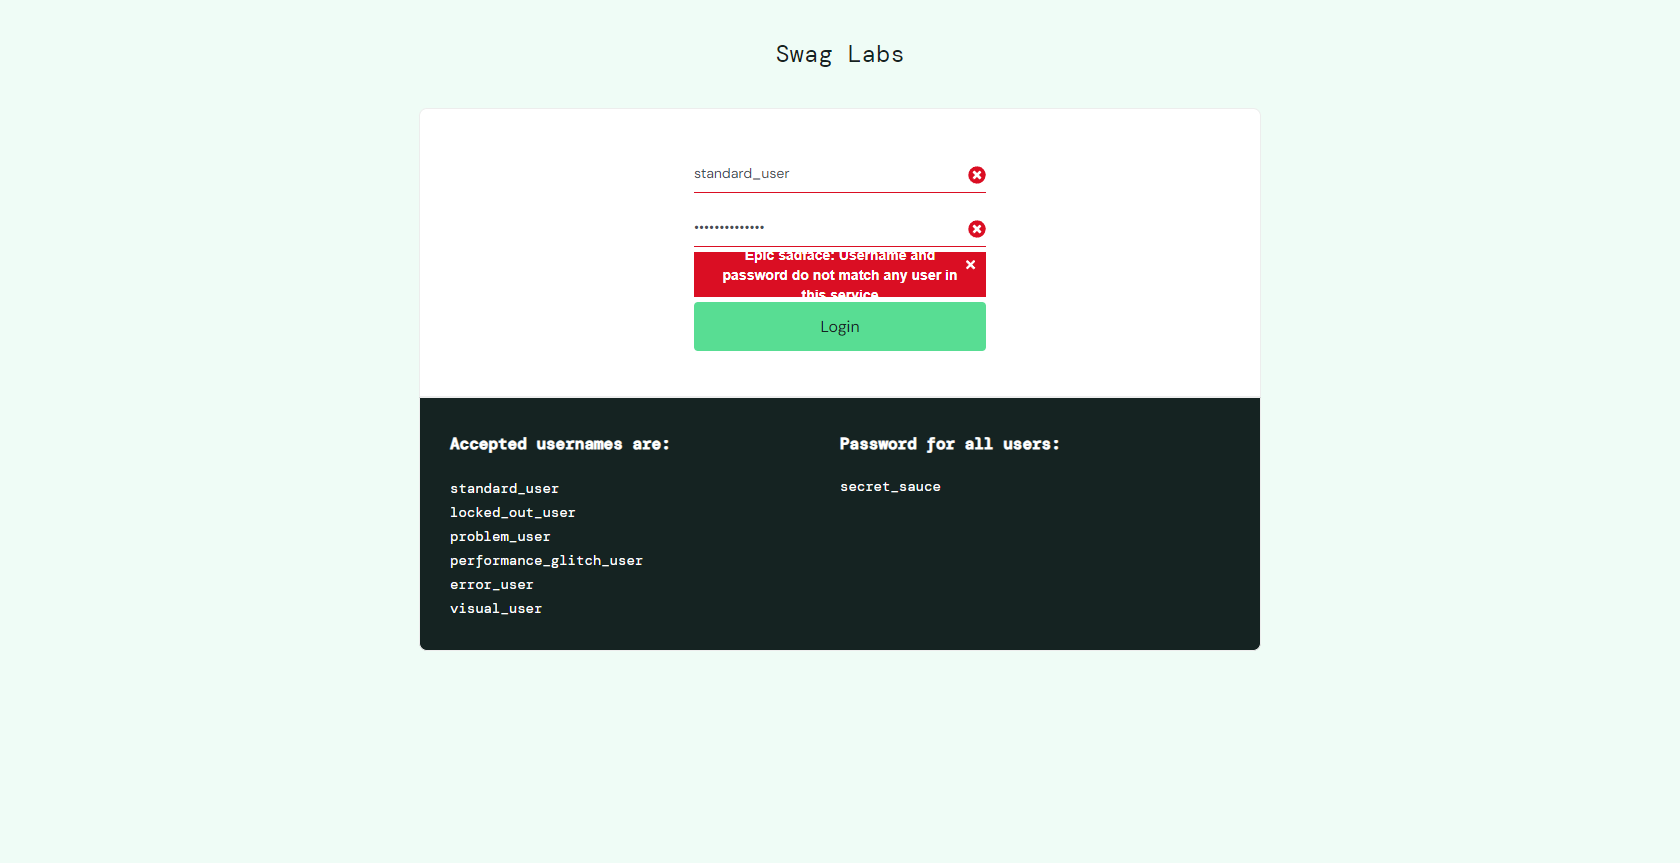 Swag Labs
standard_user
••••••••••••••
Epic sadface: Username and
password do not match any user in
this service
Login
Accepted usernames are:
standard_user
locked_out_user
problem_user
performance_glitch_user
error_user
visual_user
Password for all users:
secret_sauce